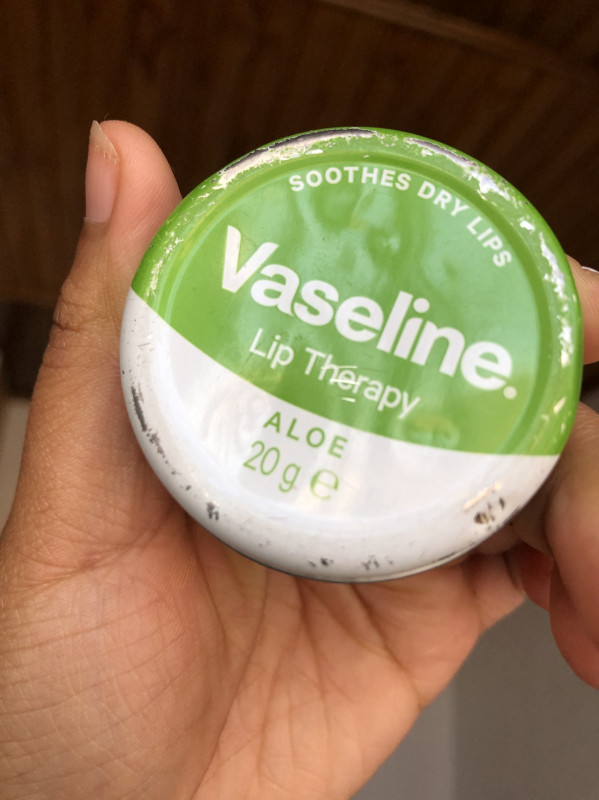 SOOTHES DRY LIPS
Vaseline.
Lip Therapy
ALOE
20 g ℮